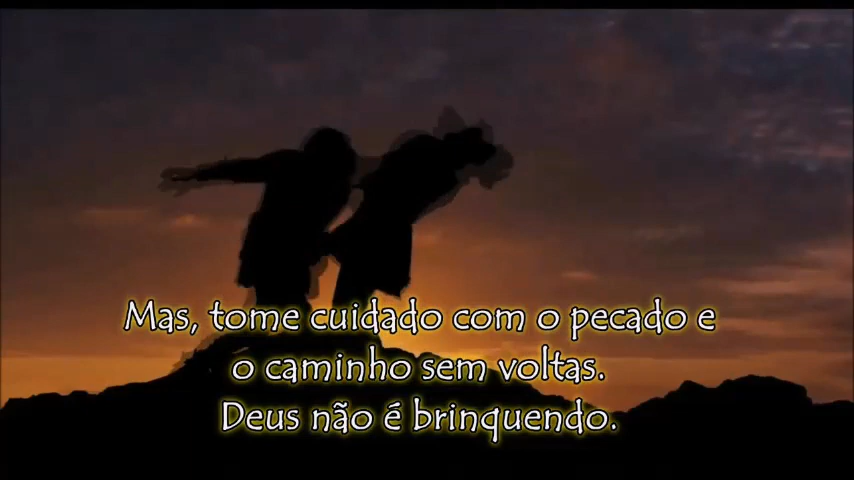 Mas, tome cuidado com o pecado e
o caminho sem voltas.
Deus não é brinquendo.